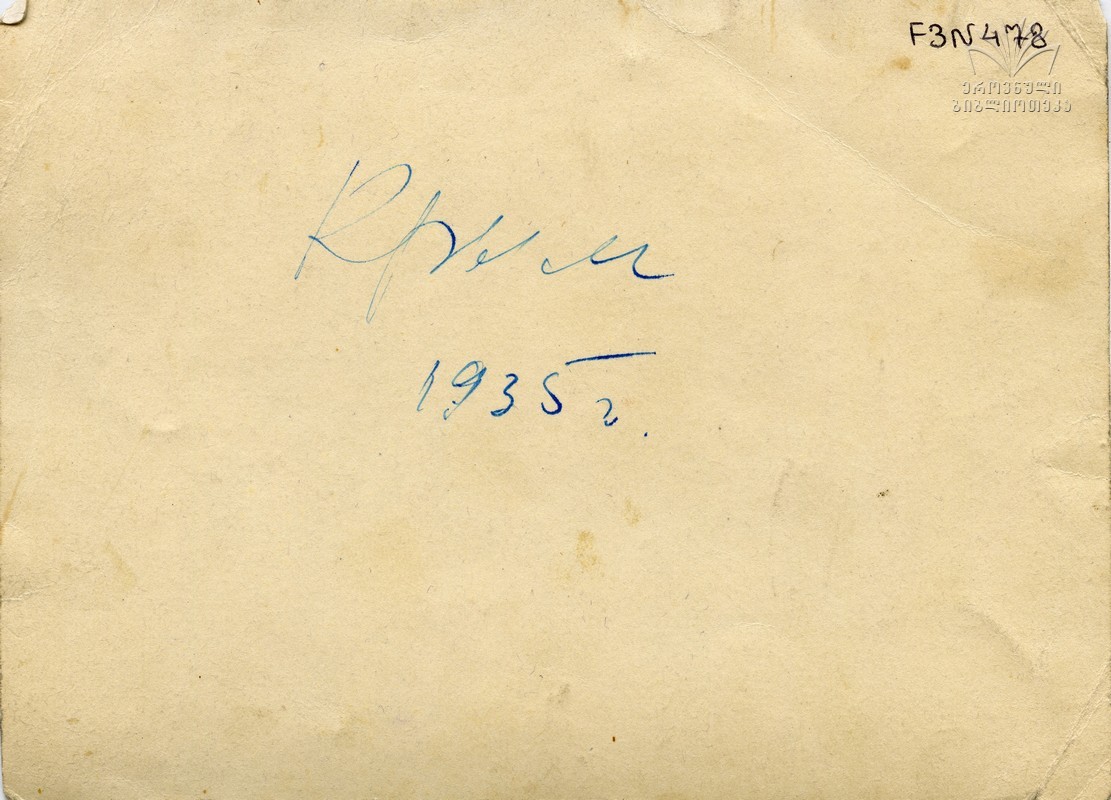 F3N478
ეროვნული
ბიბლიოთეკა
Крым
1935 г.